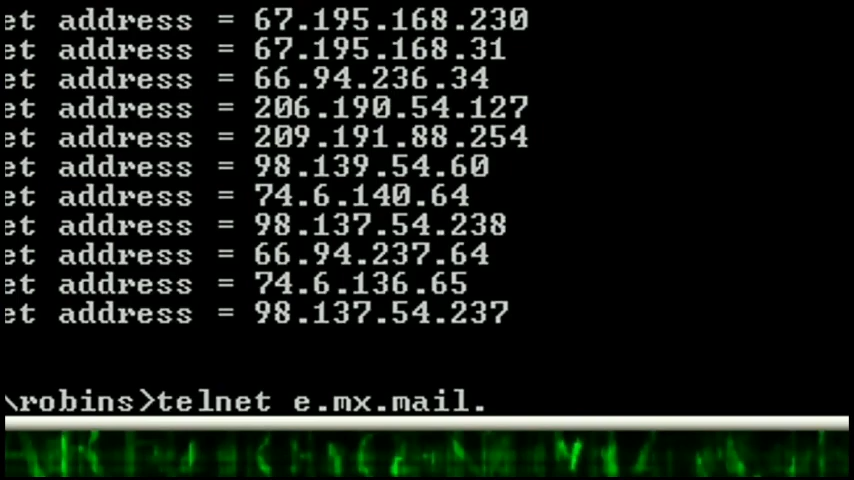 et address = 67.195.168.230
et address = 67.195.168.31
et address = 66.94.236.34
et address = 206.190.54.127
et address = 209.191.88.254
et address = 98.139.54.60
et address = 74.6.140.64
et address = 98.137.54.238
et address = 66.94.237.64
et address = 74.6.136.65
et address = 98.137.54.237
\robins>telnet e.mx.mail.